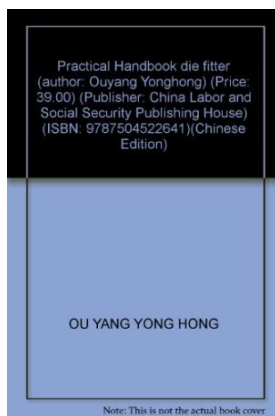 Practical Handbook die fitter
(author: Ouyang Yonghong) (Price:
39.00) (Publisher: China Labor and
Social Security Publishing House)
(ISBN: 9787504522641)(Chinese
Edition)
OU YANG YONG HONG
Note: This is not the actual book cover